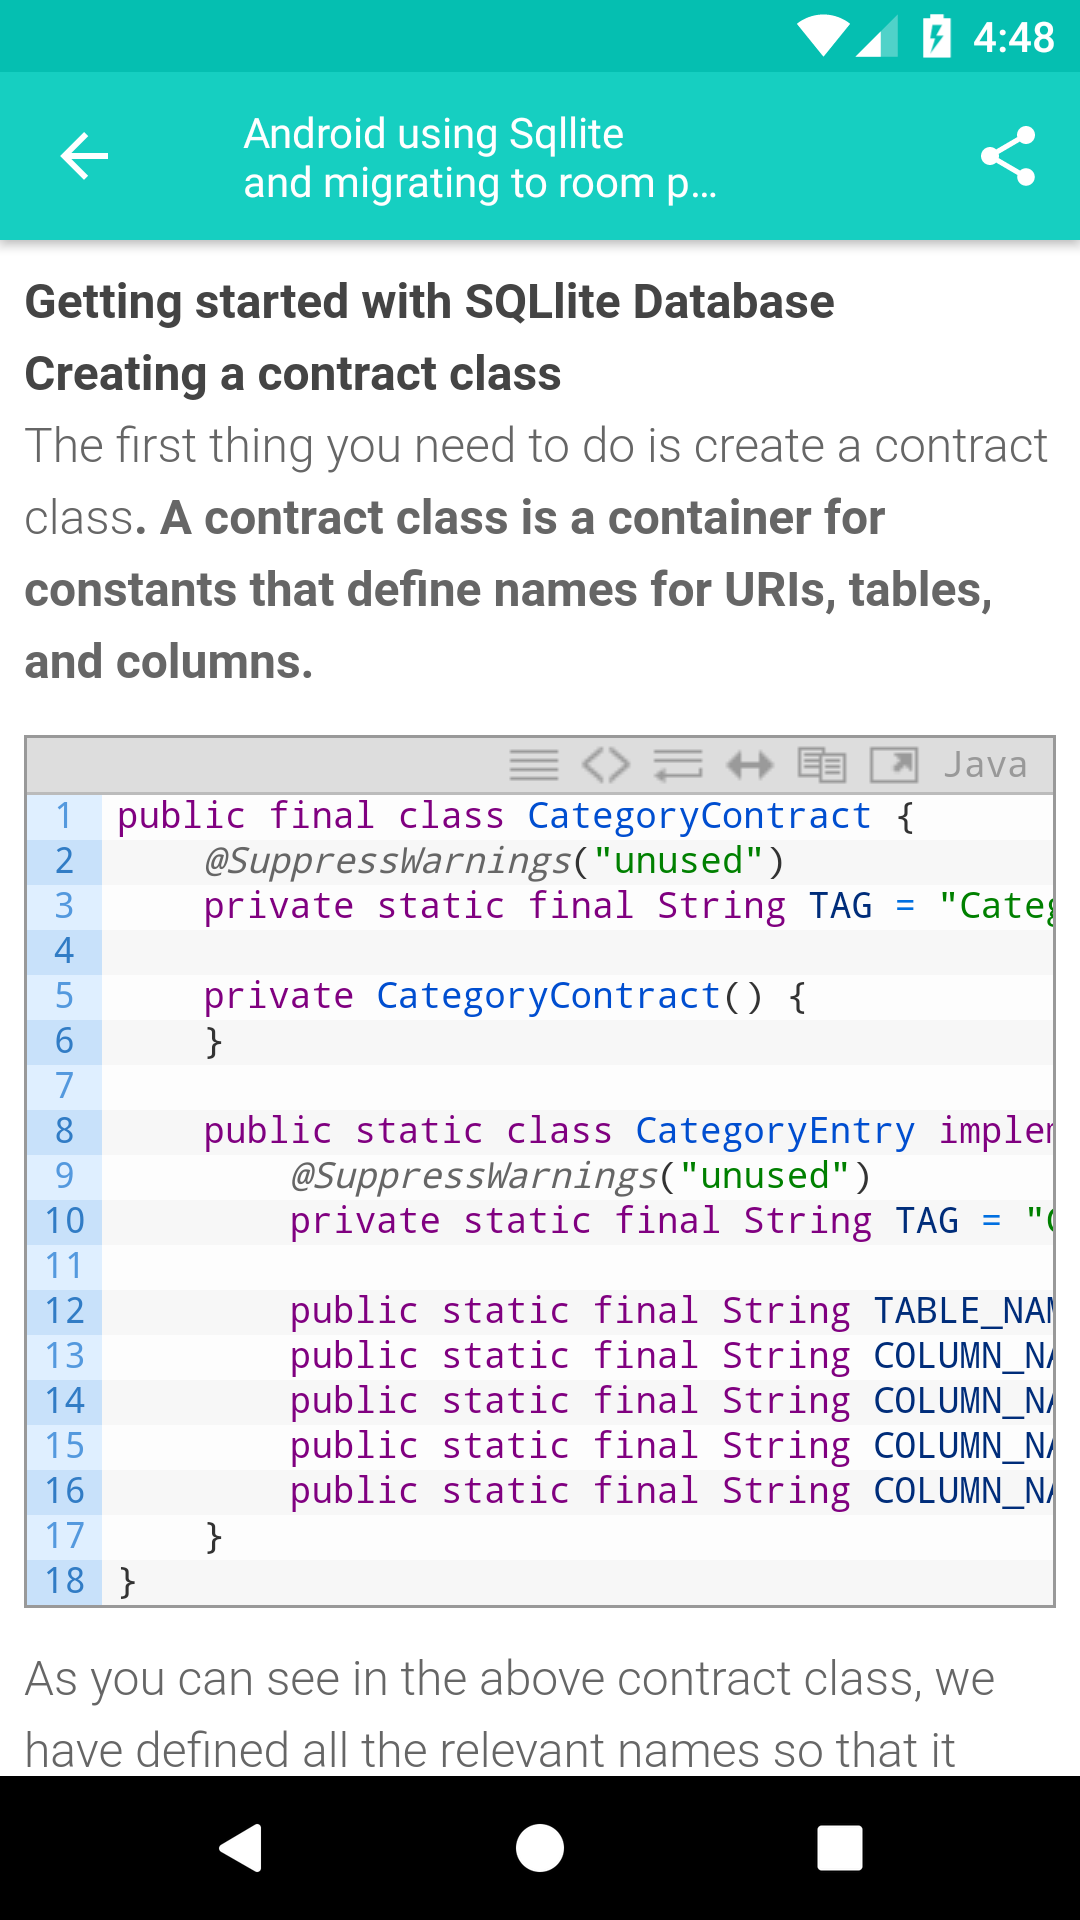 4:48
Android using Sqllite
and migrating to room p...
Getting started with SQLlite Database
Creating a contract class
The first thing you need to do is create a contract
class. A contract class is a container for
constants that define names for URIs, tables,
and columns.
Java
1 public final class CategoryContract {
2 @SuppressWarnings("unused")
3 private static final String TAG = "Categ
4
5 private CategoryContract() {
6 }
7
8 public static class CategoryEntry implem
9 @SuppressWarnings("unused")
10 private static final String TAG = "C
11
12 public static final String TABLE_NAM
13 public static final String COLUMN_NA
14 public static final String COLUMN_NA
15 public static final String COLUMN_NA
16 public static final String COLUMN_NA
17 }
18 }
As you can see in the above contract class, we
have defined all the relevant names so that it